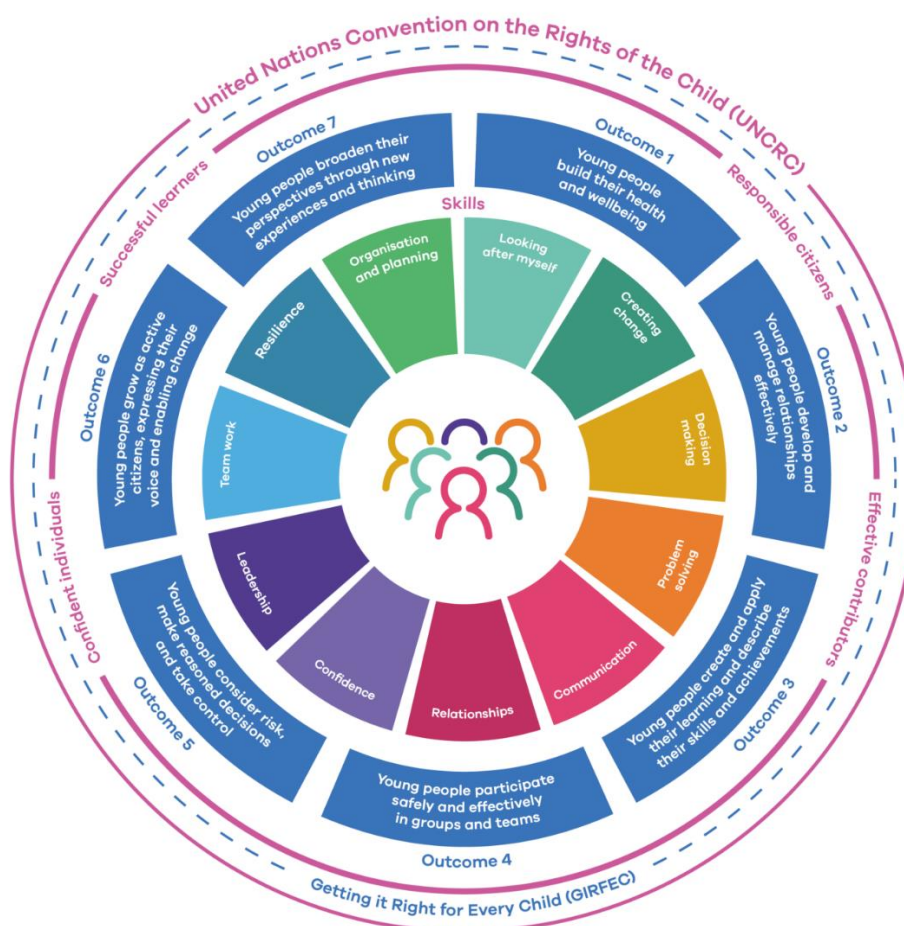 United Nations Convention on the Rights of the Child (UNCRC)
Successful learners
Responsible citizens
Effective contributors
Confident individuals
Getting it Right for Every Child (GIRFEC)
Outcome 1
Young people
build their health
and wellbeing
Outcome 2
Young people develop and
manage relationships
effectively
Outcome 3
Young people create and apply
their learning and describe
their skills and achievements
Outcome 4
Young people participate
safely and effectively
in groups and teams
Outcome 5
Young people consider risk,
make reasoned decisions
and take control
Outcome 6
Young people grow as active
citizens, expressing their
voice and enabling change
Outcome 7
Young people broaden their
perspectives through new
experiences and thinking
Skills
Looking
after myself
Creating
change
Decision
making
Problem
solving
Communication
Relationships
Confidence
Leadership
Team work
Resilience
Organisation
and planning